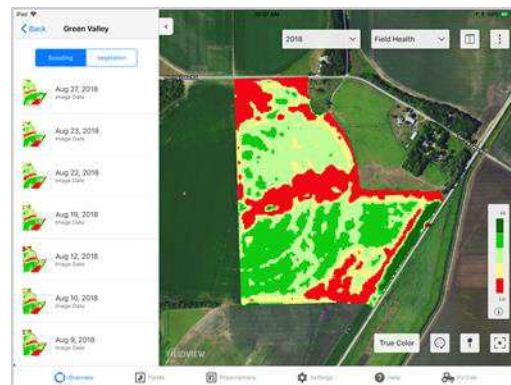 iPad
Back
Green Valley
2018
Field Health
Scouting
Vegetation
Aug 27, 2018
Image Date
Aug 23, 2018
Image Date
Aug 22, 2018
Image Date
Aug 19, 2018
Image Date
Aug 12, 2018
Image Date
Aug 10, 2018
Image Date
Aug 9, 2018
Image Date
FIELDVIEW
True Color
Overview
Fields
Prescriptions
Settings
Help